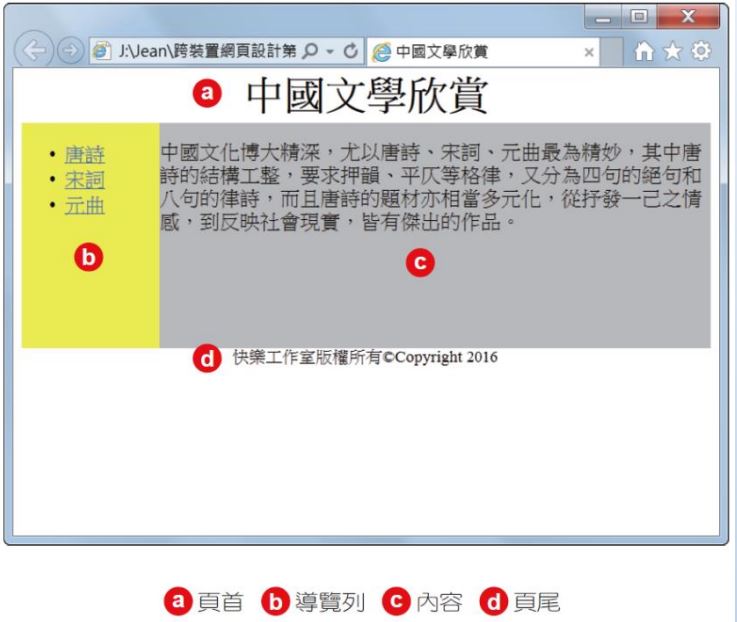 J:\Jean\跨裝置網頁設計第
中國文學欣賞
a 中國文學欣賞
• 唐詩
• 宋詞
• 元曲
b
中國文化博大精深，尤以唐詩、宋詞、元曲最為精妙，其中唐
詩的結構工整，要求押韻、平仄等格律，又分為四句的絕句和
八句的律詩，而且唐詩的題材亦相當多元化，從抒發一己之情
感，到反映社會現實，皆有傑出的作品。
c
d 快樂工作室版權所有©Copyright 2016
a 頁首 b 導覽列 c 內容 d 頁尾